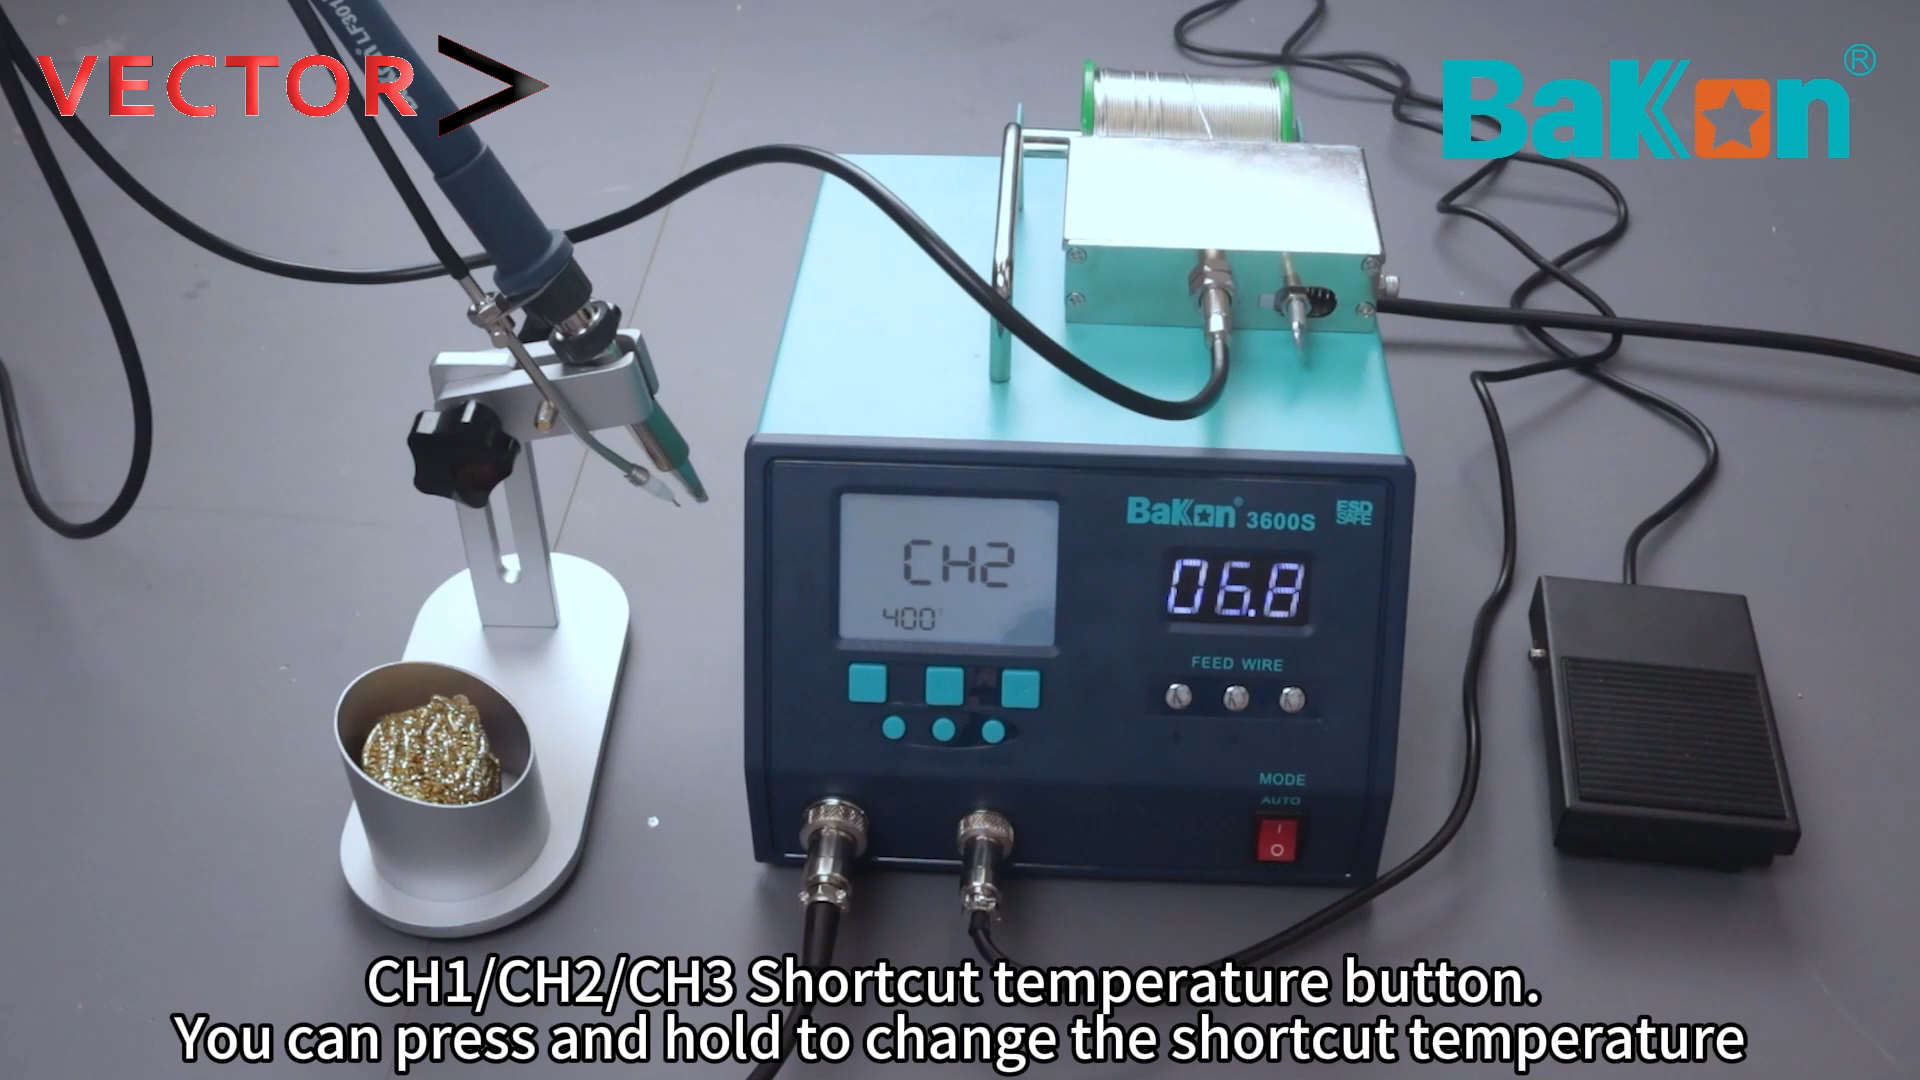 VECTOR
BaKon®
LF301
BaKon® 3600S
ESD
SAFE
CH2
400°
06.8
FEED WIRE
MODE
AUTO
I
O
CH1/CH2/CH3 Shortcut temperature button.
You can press and hold to change the shortcut temperature